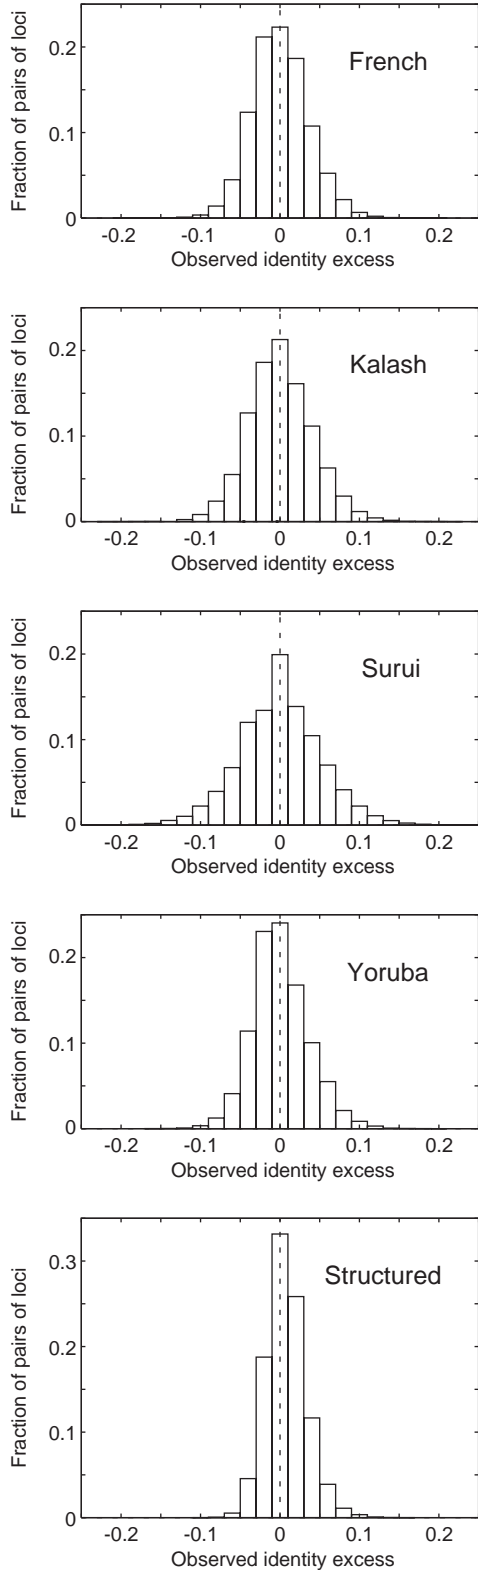 Fraction of pairs of loci
0.2
0.1
0
French
-0.2 -0.1 0 0.1 0.2
Observed identity excess
Fraction of pairs of loci
0.2
0.1
0
Kalash
-0.2 -0.1 0 0.1 0.2
Observed identity excess
Fraction of pairs of loci
0.2
0.1
0
Surui
-0.2 -0.1 0 0.1 0.2
Observed identity excess
Fraction of pairs of loci
0.2
0.1
0
Yoruba
-0.2 -0.1 0 0.1 0.2
Observed identity excess
Fraction of pairs of loci
0.3
0.2
0.1
0
Structured
-0.2 -0.1 0 0.1 0.2
Observed identity excess